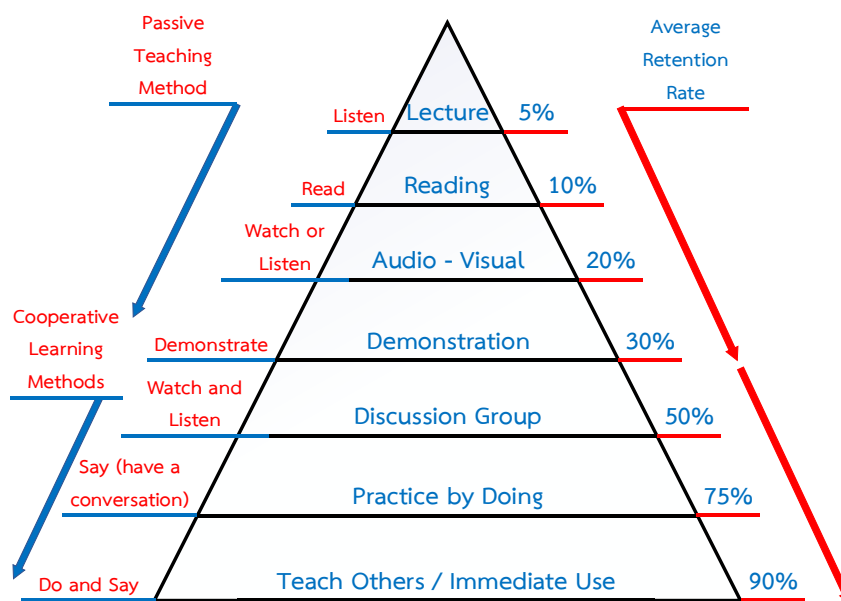 Passive
Teaching
Method
Average
Retention
Rate
Listen Lecture 5%
Read Reading 10%
Watch or
Listen Audio - Visual 20%
Cooperative
Learning
Methods
Demonstrate Demonstration 30%
Watch and
Listen Discussion Group 50%
Say (have a
conversation) Practice by Doing 75%
Do and Say Teach Others / Immediate Use 90%